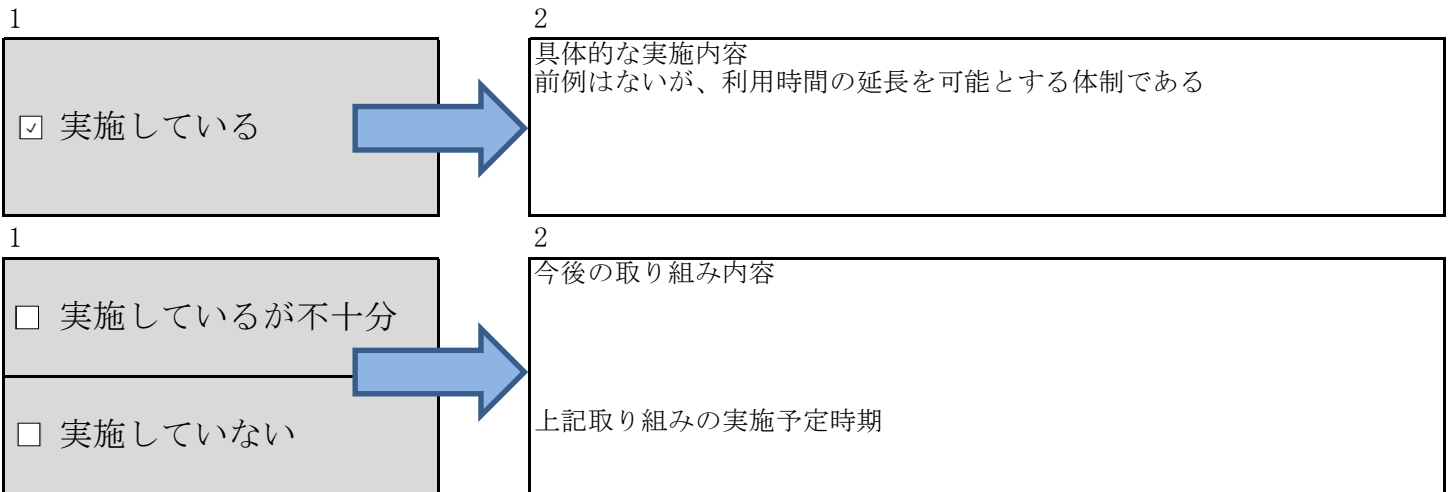 1
2
☑ 実施している
具体的な実施内容
前例はないが、利用時間の延長を可能とする体制である
1
2
☐ 実施しているが不十分
☐ 実施していない
今後の取り組み内容
上記取り組みの実施予定時期